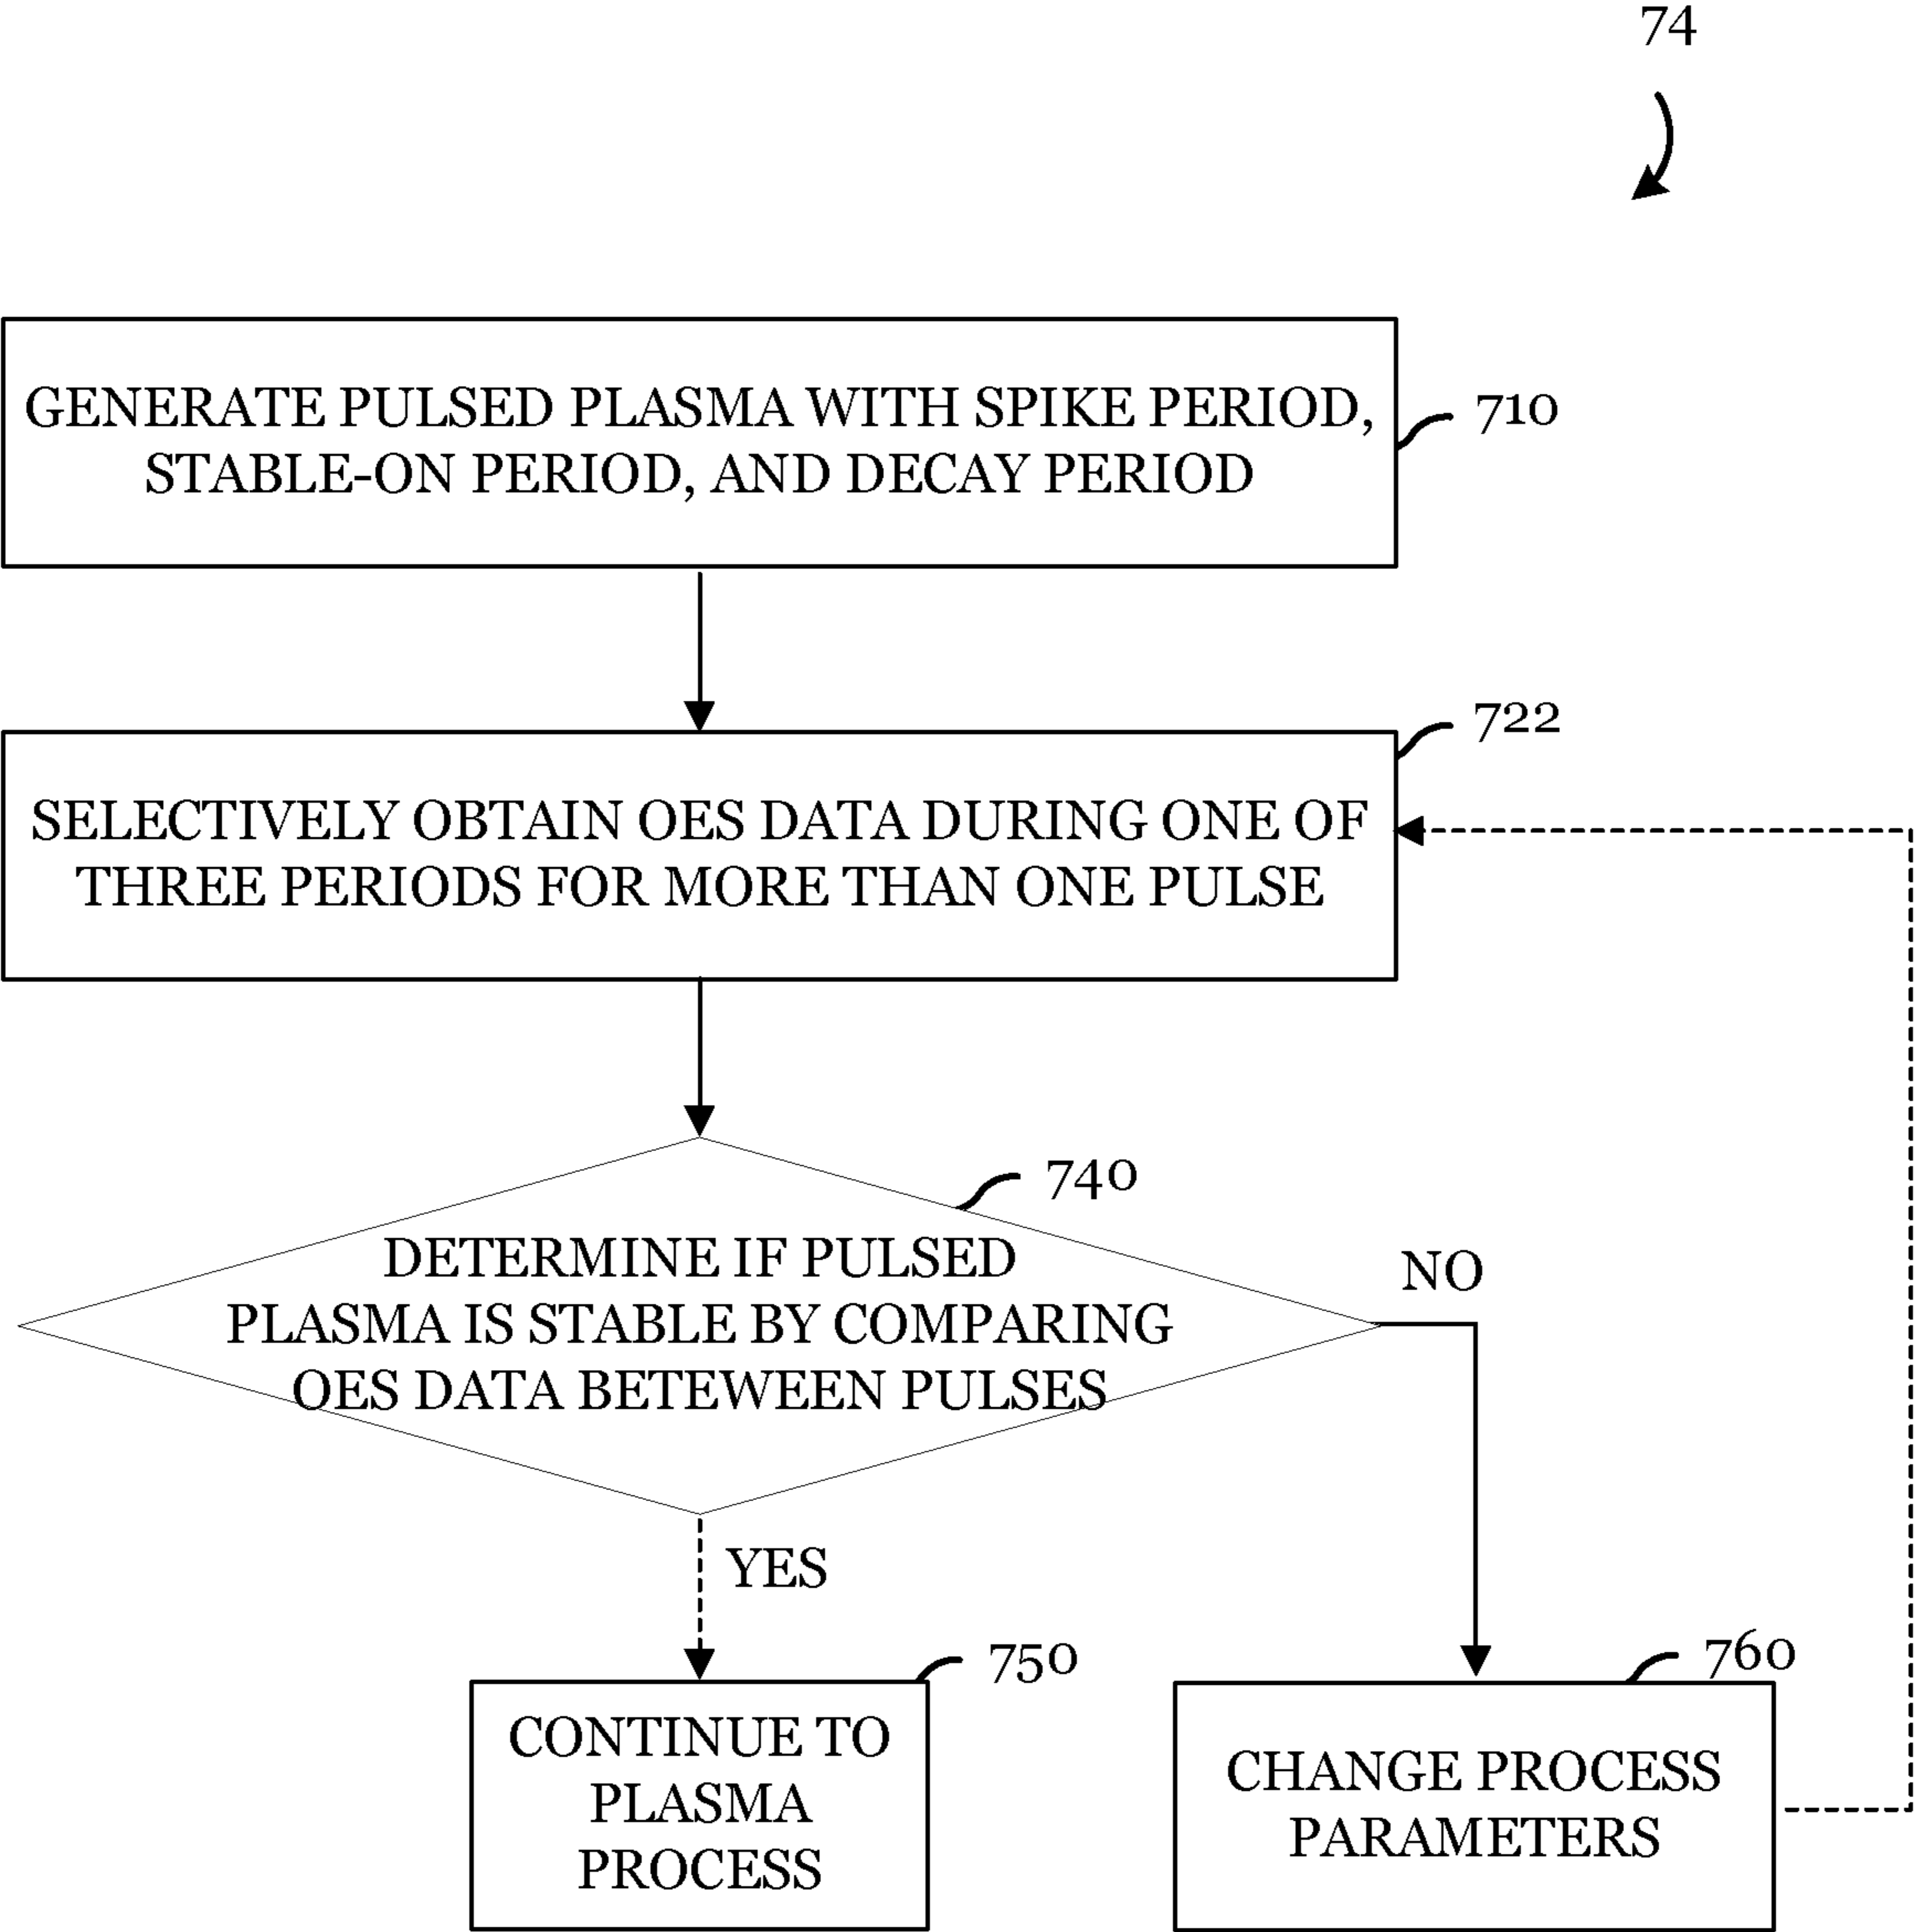 74
GENERATE PULSED PLASMA WITH SPIKE PERIOD,
STABLE-ON PERIOD, AND DECAY PERIOD
710
722
SELECTIVELY OBTAIN OES DATA DURING ONE OF
THREE PERIODS FOR MORE THAN ONE PULSE
740
DETERMINE IF PULSED
PLASMA IS STABLE BY COMPARING
OES DATA BETEWEEN PULSES
NO
YES
750
760
CONTINUE TO
PLASMA
PROCESS
CHANGE PROCESS
PARAMETERS